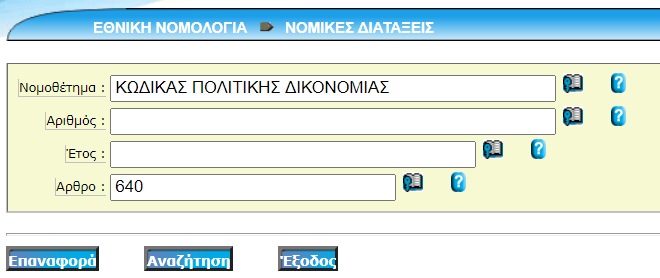 ΕΘΝΙΚΗ ΝΟΜΟΛΟΓΙΑ ΝΟΜΙΚΕΣ ΔΙΑΤΑΞΕΙΣ
Νομοθέτημα : ΚΩΔΙΚΑΣ ΠΟΛΙΤΙΚΗΣ ΔΙΚΟΝΟΜΙΑΣ ?
Αριθμός : ?
Έτος : ?
Αρθρο : 640 ?
Επαναφορά Αναζήτηση Έξοδος